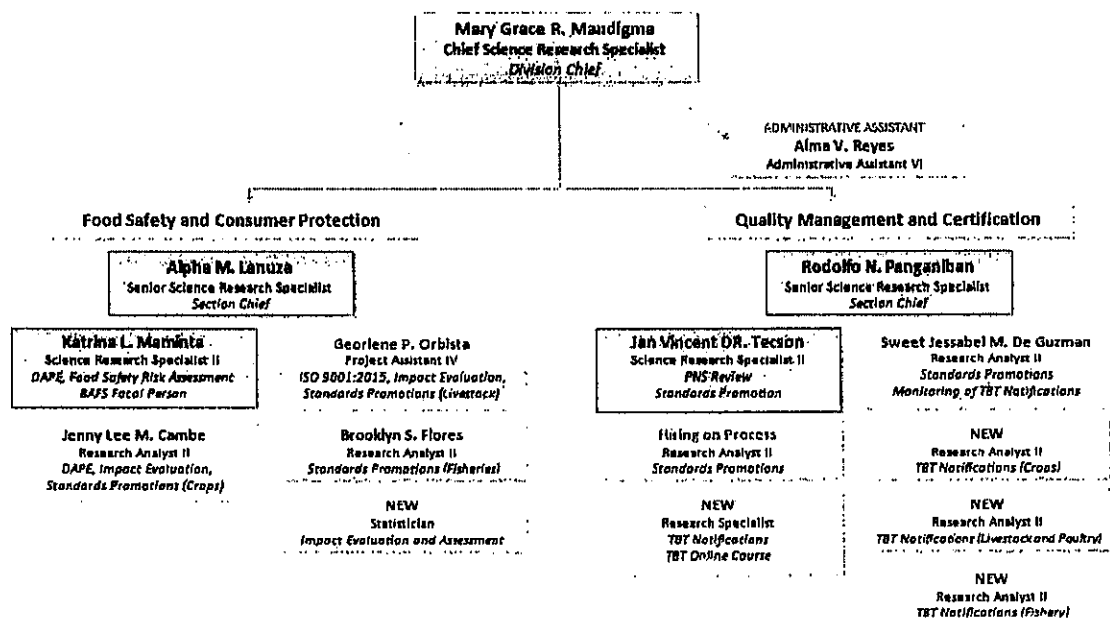 Mary Grace R. Mandigma
Chief Science Research Specialist
Division Chief
ADMINISTRATIVE ASSISTANT
Alma V. Reyes
Administrative Assistant VI
Food Safety and Consumer Protection
Alpha M. Lanuza
Senior Science Research Specialist
Section Chief
Katrina L. Maminta
Science Research Specialist II
DAPE, Food Safety Risk Assessment
BAFS Focal Person
Georlene P. Orbista
Project Assistant IV
ISO 9001:2015, Impact Evaluation,
Standards Promotions (Livestock)
Jenny Lee M. Cambe
Research Analyst II
DAPE, Impact Evaluation,
Standards Promotions (Crops)
Brooklyn S. Flores
Research Analyst II
Standards Promotions (Fisheries)
NEW
Statistician
Impact Evaluation and Assessment
Quality Management and Certification
Rodolfo N. Panganiban
Senior Science Research Specialist
Section Chief
Jan Vincent DR. Tecson
Science Research Specialist II
PNS Review
Standards Promotion
Sweet Jessabel M. De Guzman
Research Analyst II
Standards Promotions
Monitoring of TBT Notifications
Hiring on Process
Research Analyst II
Standards Promotions
NEW
Research Analyst II
TBT Notifications (Crops)
NEW
Research Specialist
TBT Notifications
TBT Online Course
NEW
Research Analyst II
TBT Notifications (Livestock and Poultry)
NEW
Research Analyst II
TBT Notifications (Fishery)